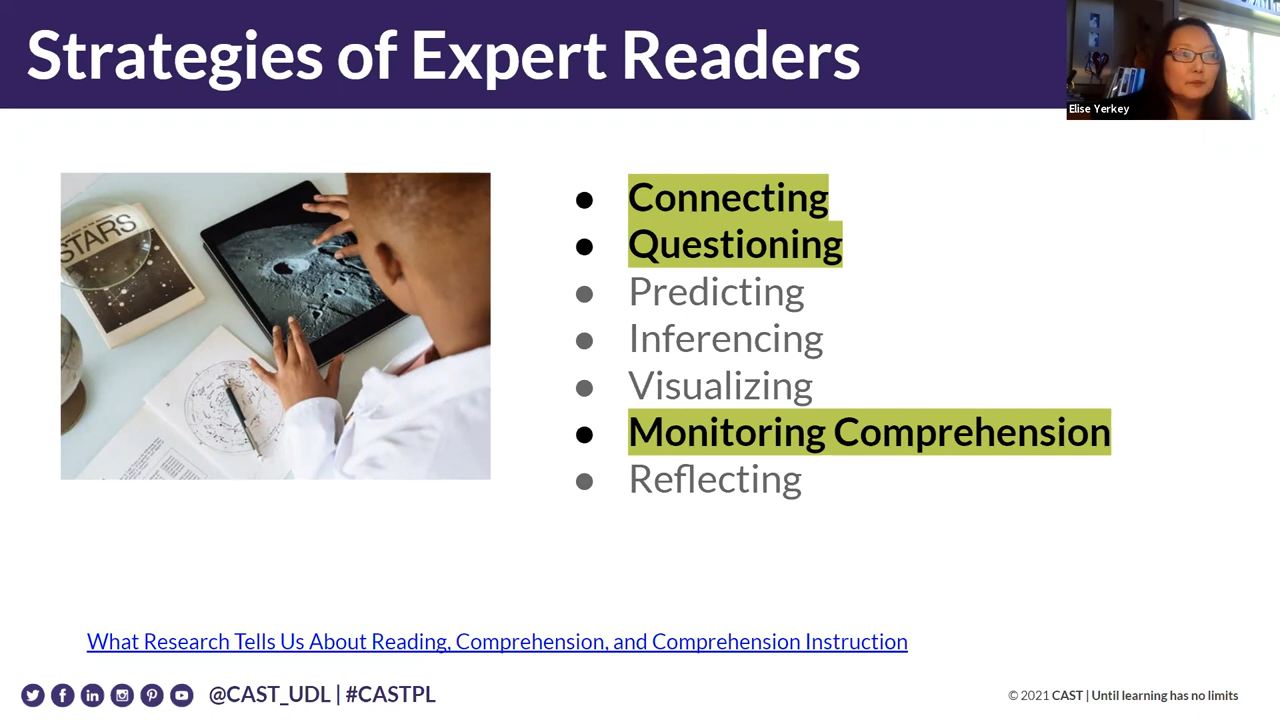 Strategies of Expert Readers
Elise Yerkey
STARS
● Connecting
● Questioning
● Predicting
● Inferencing
● Visualizing
● Monitoring Comprehension
● Reflecting
What Research Tells Us About Reading, Comprehension, and Comprehension Instruction
@CAST_UDL | #CASTPL
© 2021 CAST | Until learning has no limits